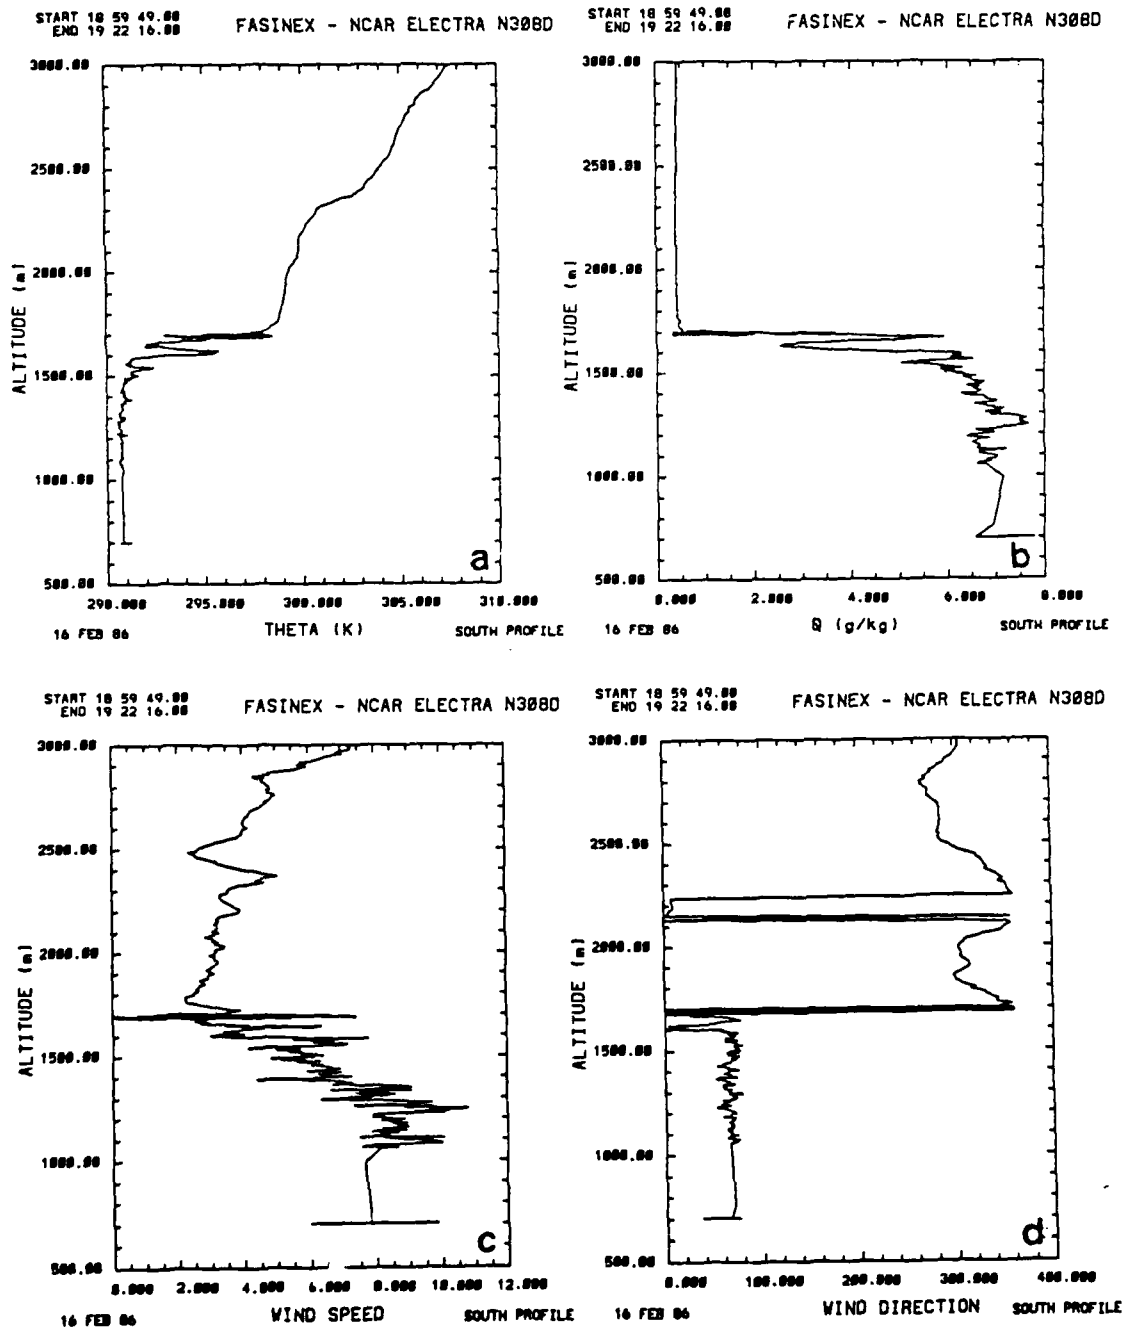 START 18 59 49.00
END 19 22 16.00
FASINEX - NCAR ELECTRA N308D
3000.00
2500.00
2000.00
1500.00
1000.00
500.00
ALTITUDE (m)
a
290.000 295.000 300.000 305.000 310.000
16 FEB 86
THETA (K)
SOUTH PROFILE
START 18 59 49.00
END 19 22 16.00
FASINEX - NCAR ELECTRA N308D
3000.00
2500.00
2000.00
1500.00
1000.00
500.00
ALTITUDE (m)
b
0.000 2.000 4.000 6.000 8.000
16 FEB 86
Q (g/kg)
SOUTH PROFILE
START 18 59 49.00
END 19 22 16.00
FASINEX - NCAR ELECTRA N308D
3000.00
2500.00
2000.00
1500.00
1000.00
500.00
ALTITUDE (m)
c
0.000 2.000 4.000 6.000 8.000 10.000 12.000
16 FEB 86
WIND SPEED
SOUTH PROFILE
START 18 59 49.00
END 19 22 16.00
FASINEX - NCAR ELECTRA N308D
3000.00
2500.00
2000.00
1500.00
1000.00
500.00
ALTITUDE (m)
d
0.000 100.000 200.000 300.000 400.000
16 FEB 86
WIND DIRECTION
SOUTH PROFILE